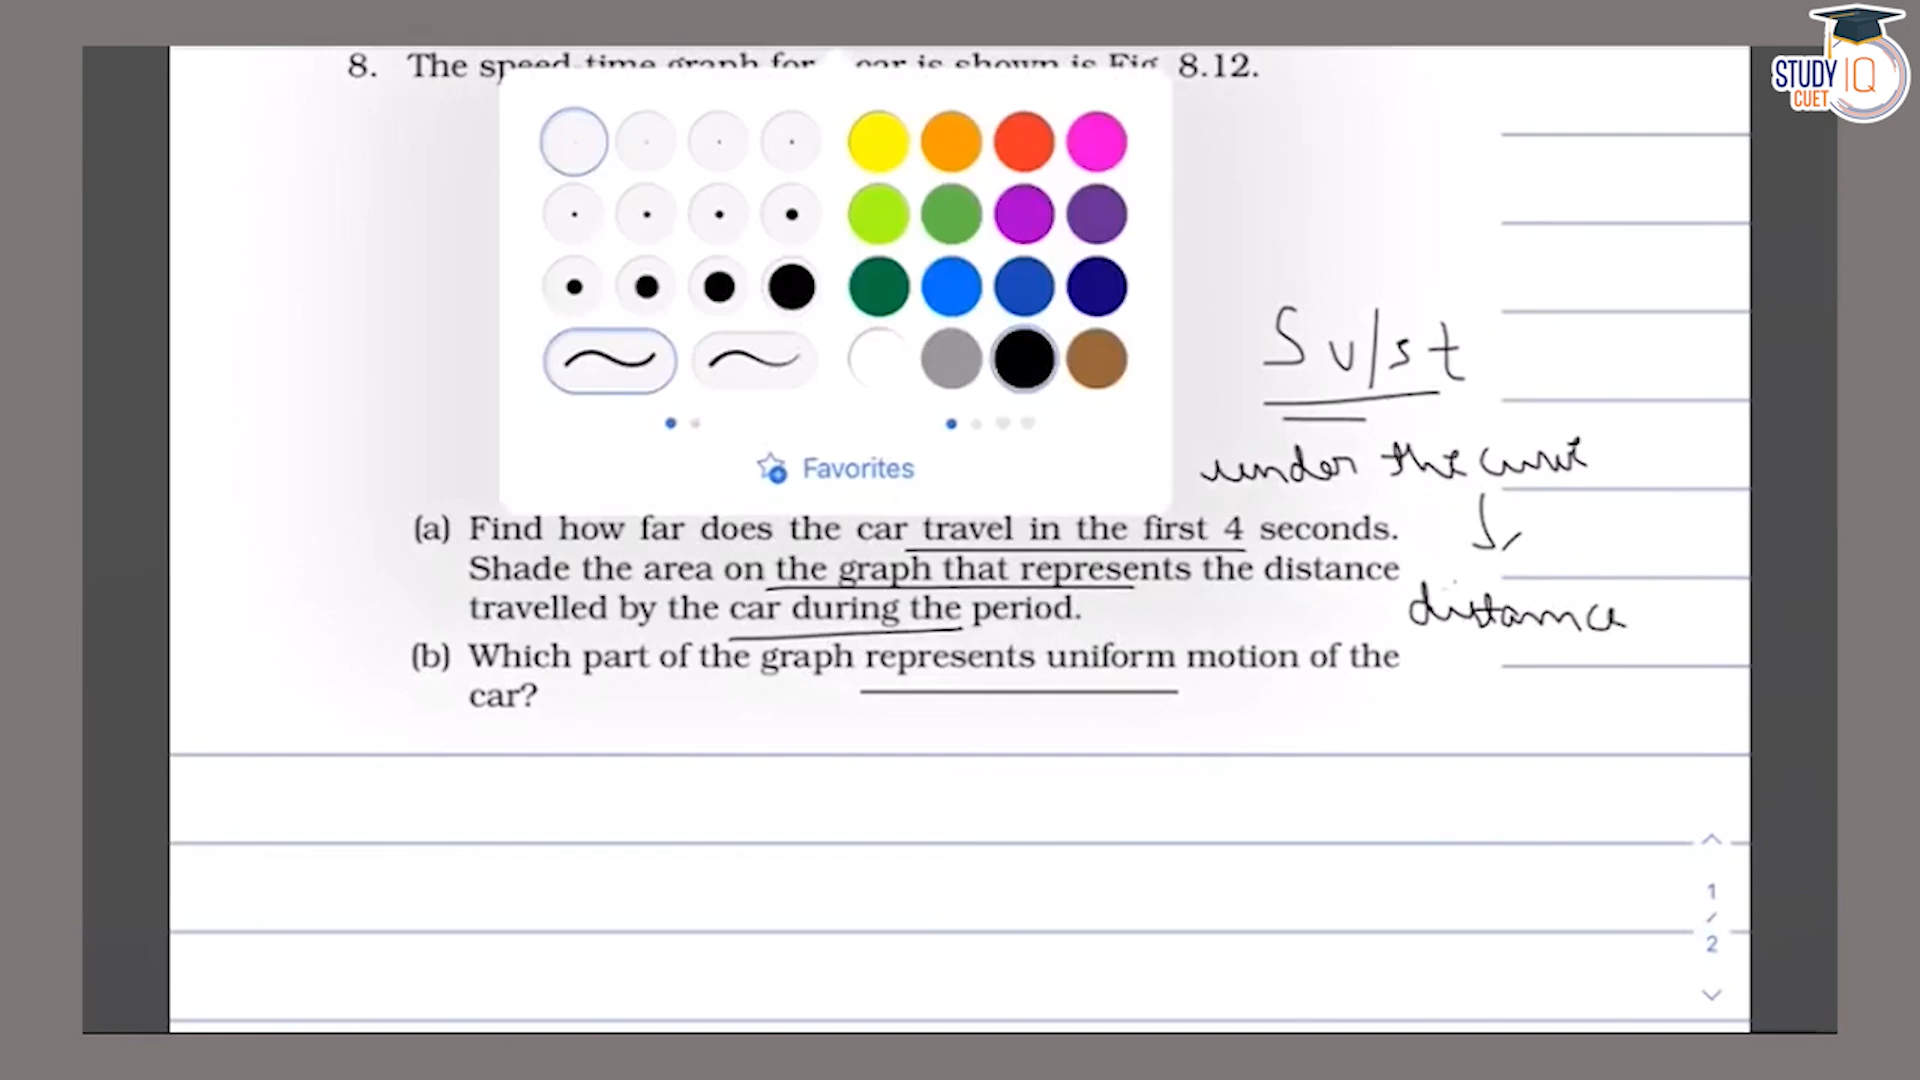 STUDY IQ
CUET
8. The speed-time graph for car is shown is Fig. 8.12.
Favorites
S v/s t
under the curve
distance
(a) Find how far does the car travel in the first 4 seconds.
Shade the area on the graph that represents the distance
travelled by the car during the period.
(b) Which part of the graph represents uniform motion of the
car?
1
/
2